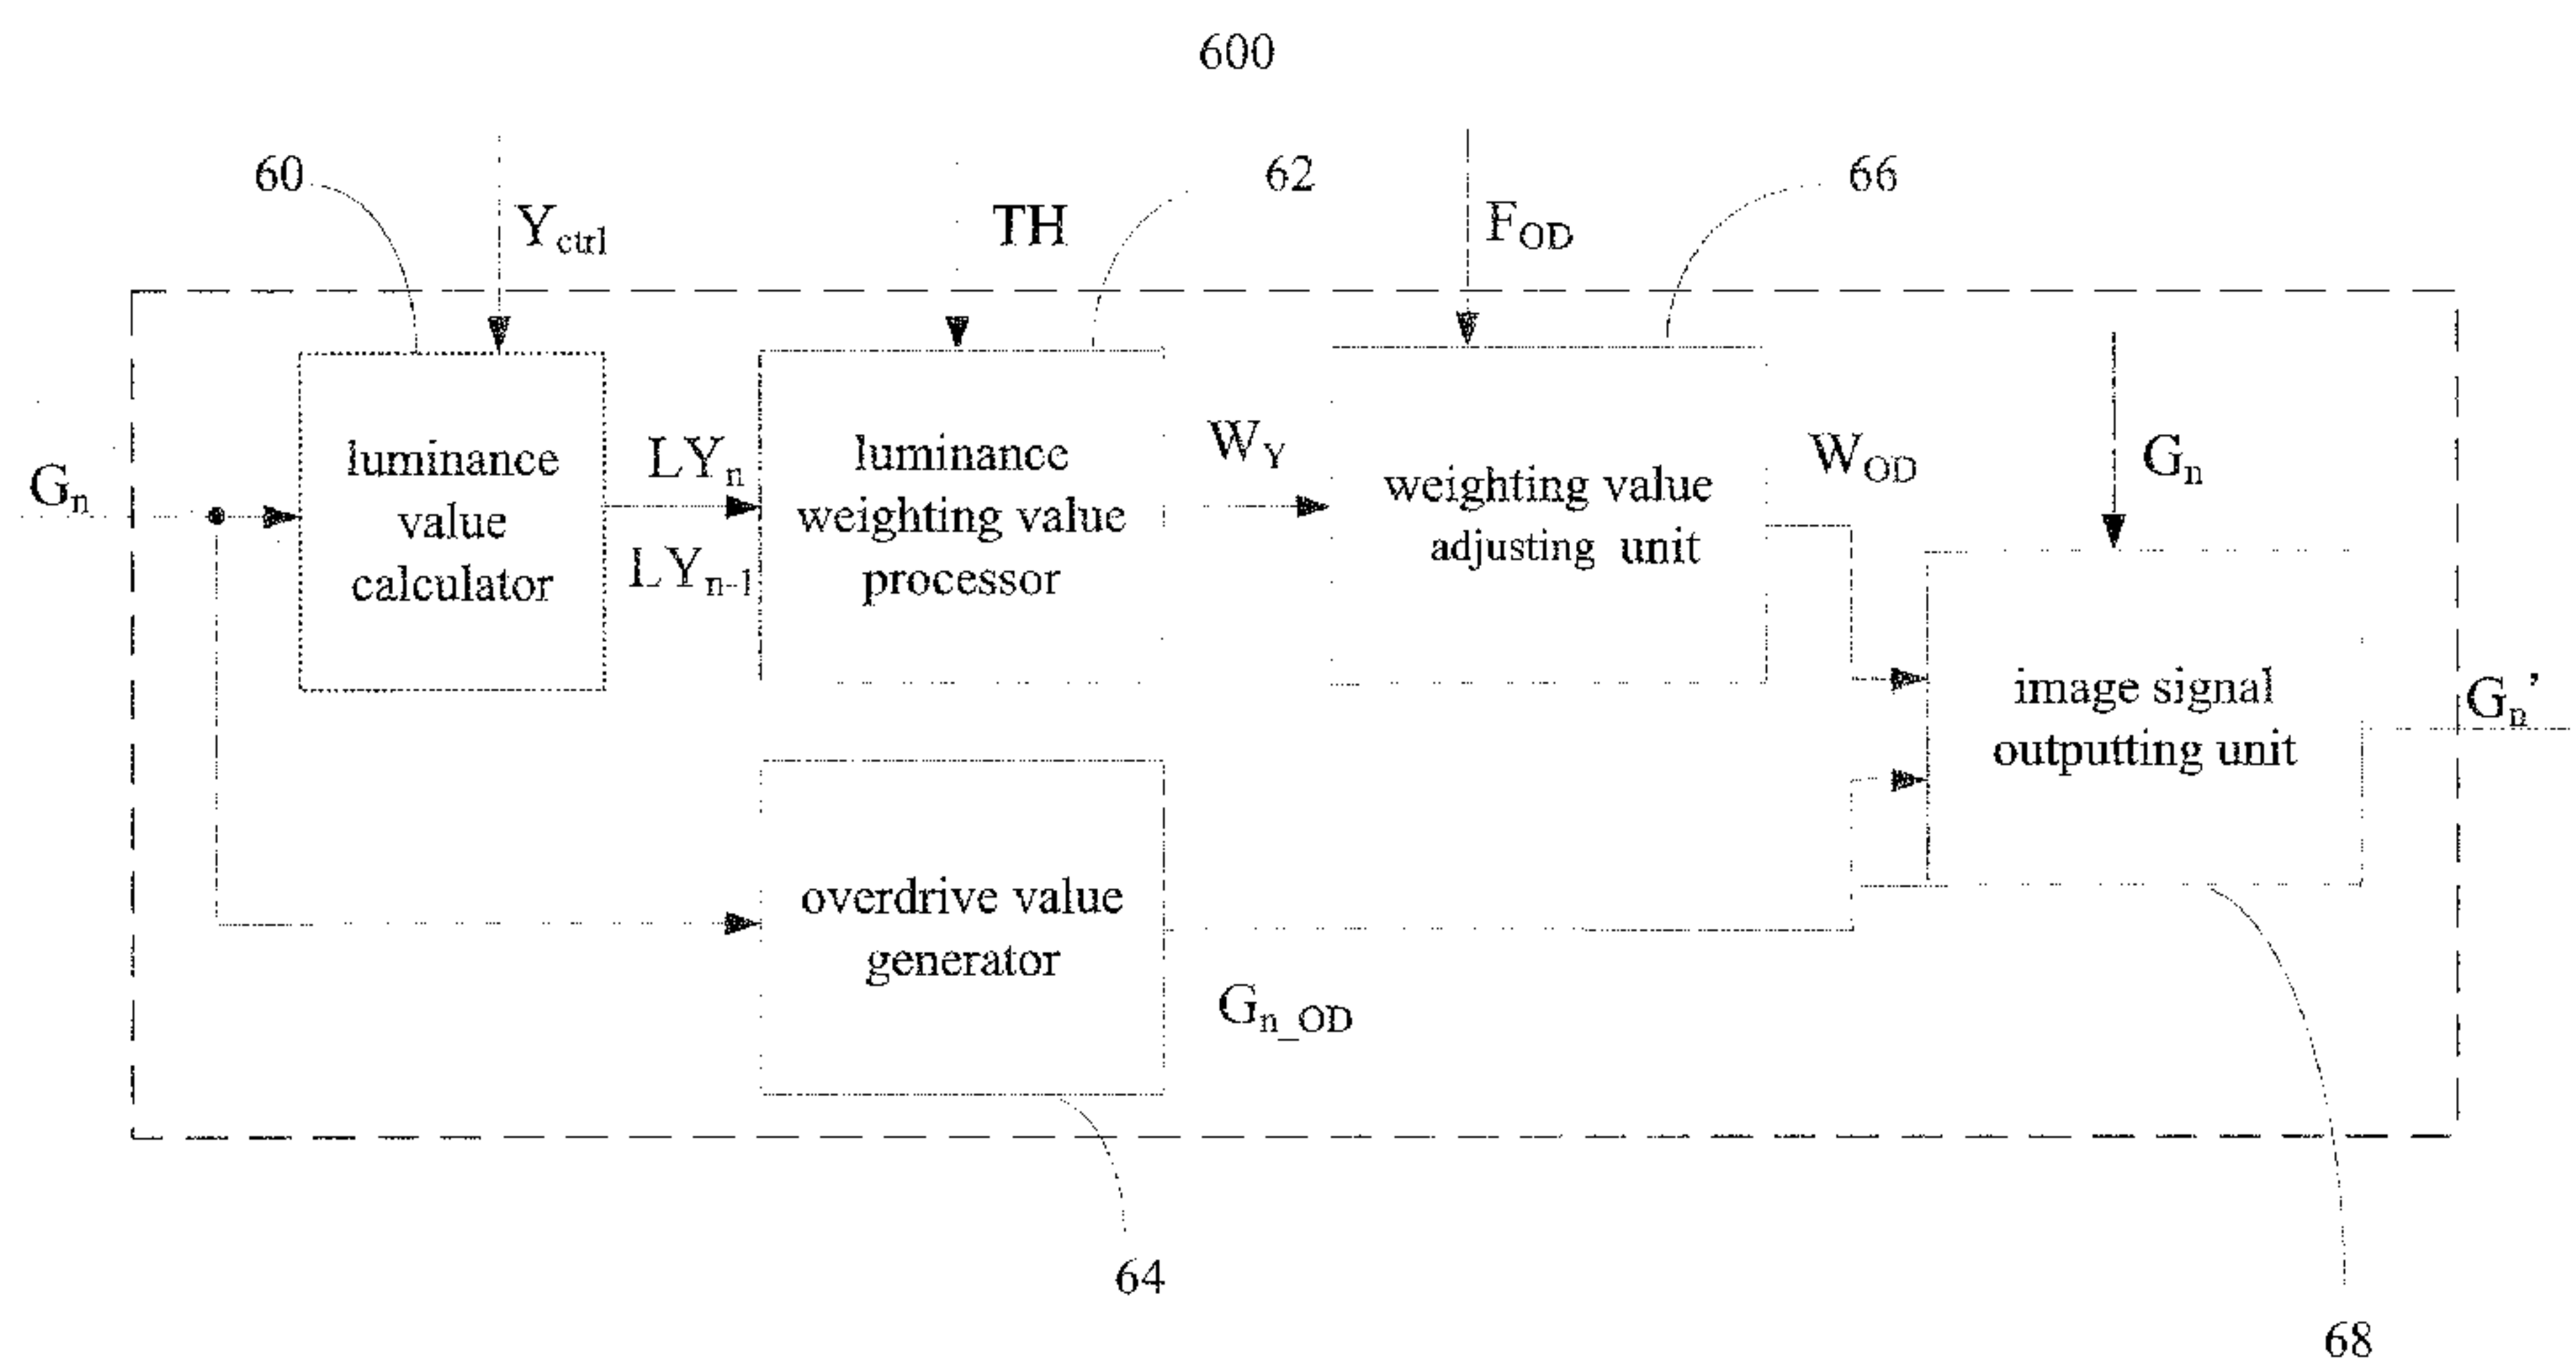 600
60
Yctrl
TH
62
FOD
66
Gn
luminance
value
calculator
LYn
LYn-1
luminance
weighting value
processor
WY
weighting value
adjusting unit
WOD
Gn
image signal
outputting unit
Gn'
overdrive value
generator
Gn_OD
64
68